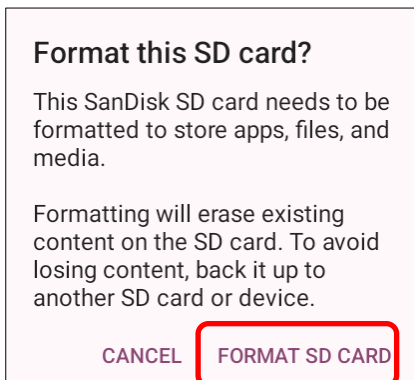 Format this SD card?
This SanDisk SD card needs to be
formatted to store apps, files, and
media.
Formatting will erase existing
content on the SD card. To avoid
losing content, back it up to
another SD card or device.
CANCEL FORMAT SD CARD